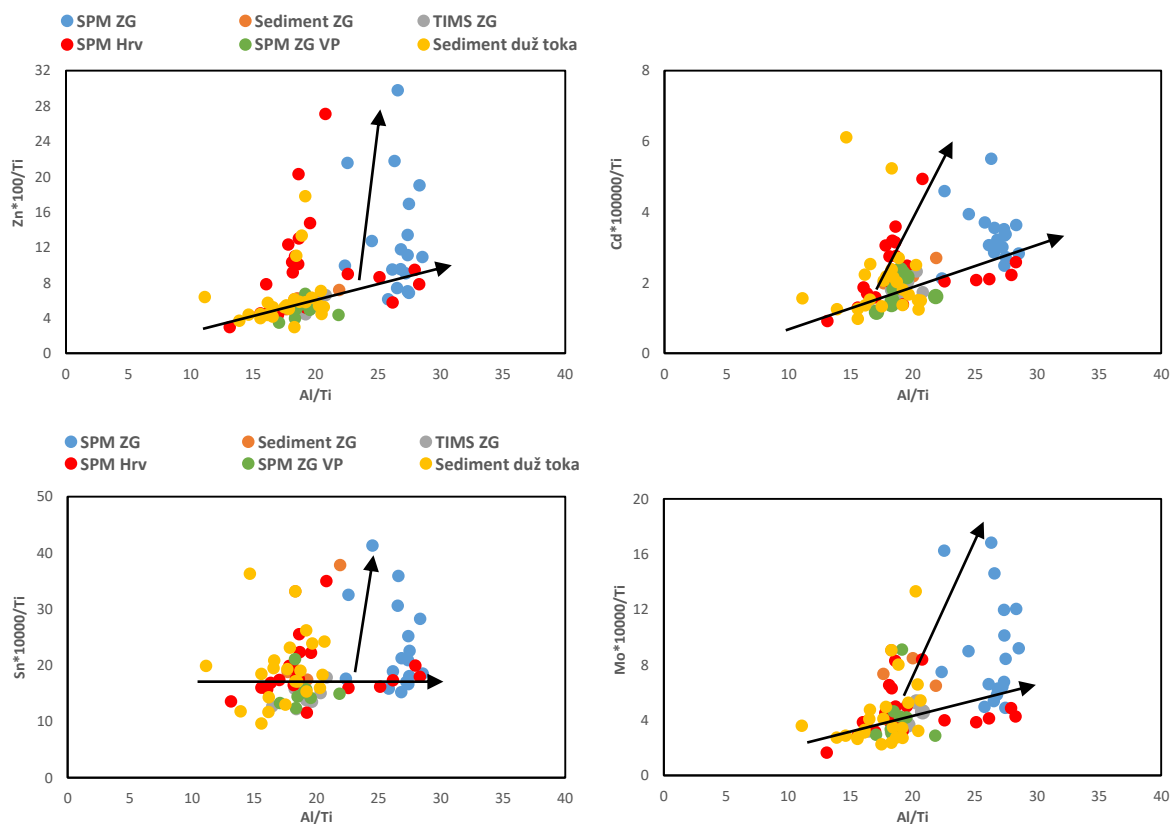 SPM ZG Sediment ZG TIMS ZG
SPM Hrv SPM ZG VP Sediment duž toka
32
28
24
20
16
12
8
4
0
Zn*100/Ti
0 5 10 15 20 25 30 35 40
Al/Ti
8
6
4
2
0
Cd*100000/Ti
0 5 10 15 20 25 30 35 40
Al/Ti
SPM ZG Sediment ZG TIMS ZG
SPM Hrv SPM ZG VP Sediment duž toka
50
40
30
20
10
0
Sn*10000/Ti
0 5 10 15 20 25 30 35 40
Al/Ti
20
16
12
8
4
0
Mo*10000/Ti
0 5 10 15 20 25 30 35 40
Al/Ti